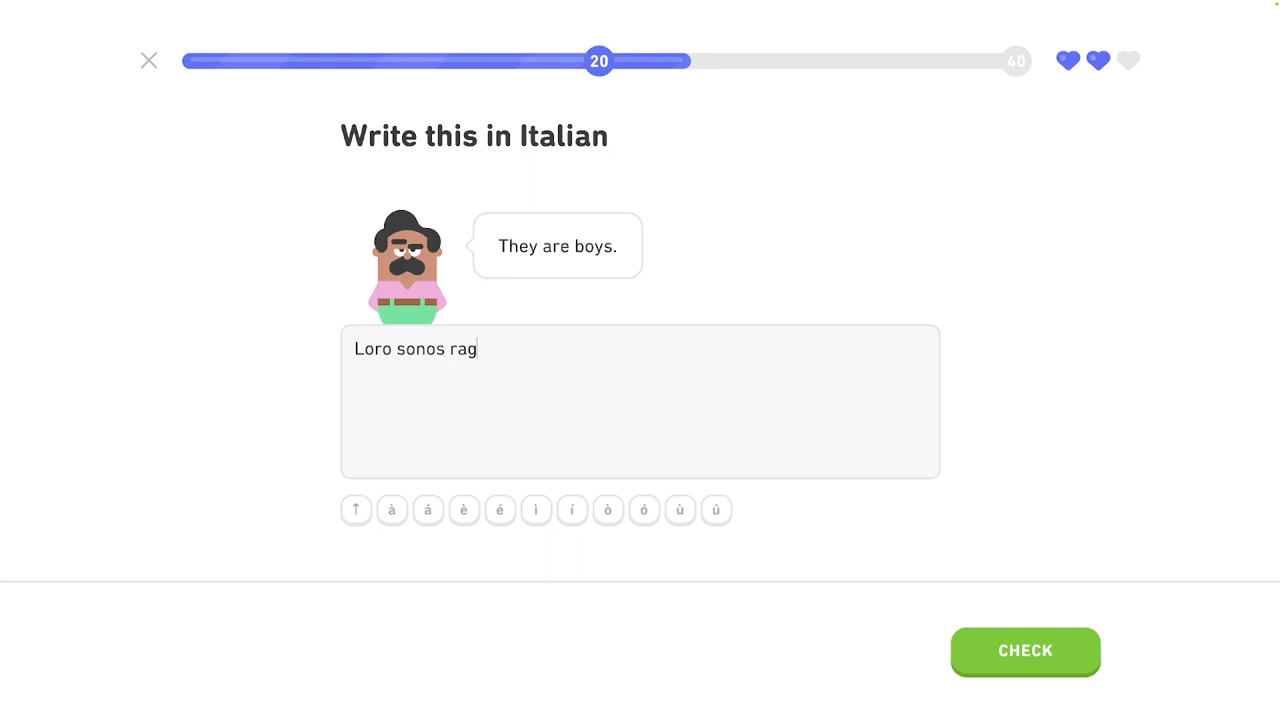 20
40
Write this in Italian
They are boys.
Loro sonos rag
↑ à á è é ì í ò ó ù ú
CHECK